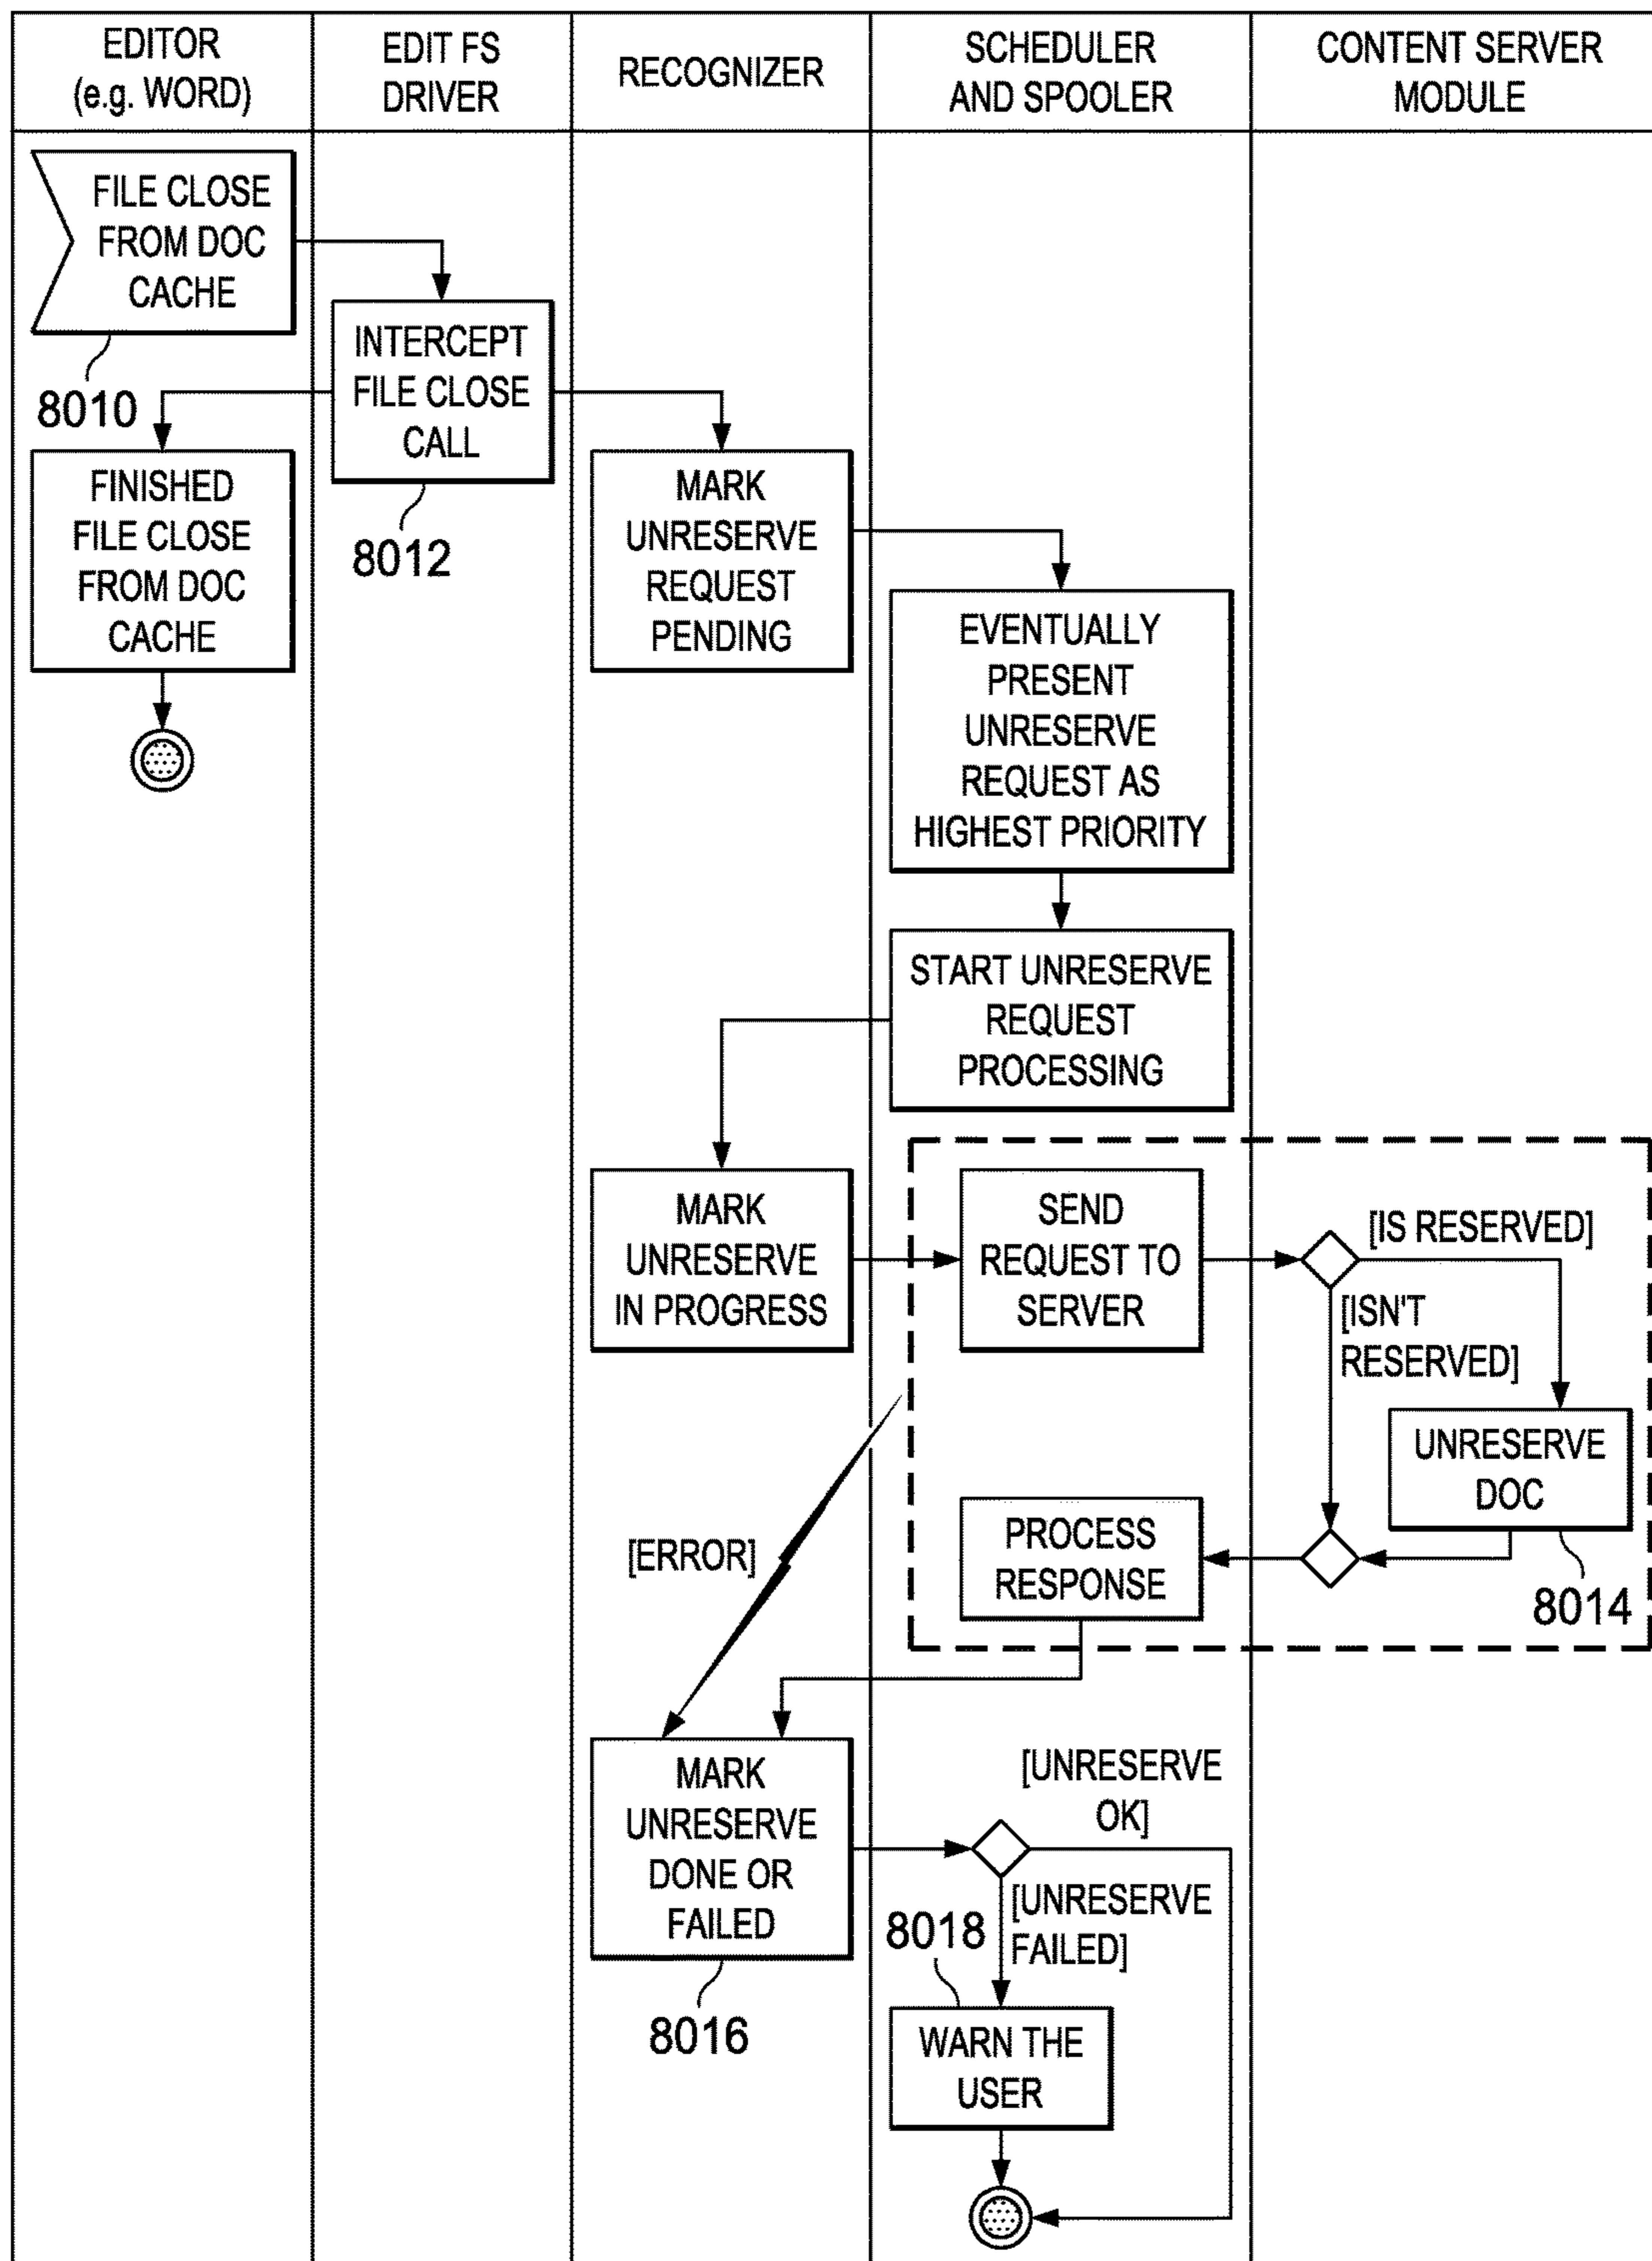 EDITOR
(e.g. WORD)
EDIT FS
DRIVER
RECOGNIZER
SCHEDULER
AND SPOOLER
CONTENT SERVER
MODULE
FILE CLOSE
FROM DOC
CACHE
8010
INTERCEPT
FILE CLOSE
CALL
8012
FINISHED
FILE CLOSE
FROM DOC
CACHE
MARK
UNRESERVE
REQUEST
PENDING
EVENTUALLY
PRESENT
UNRESERVE
REQUEST AS
HIGHEST PRIORITY
START UNRESERVE
REQUEST
PROCESSING
MARK
UNRESERVE
IN PROGRESS
SEND
REQUEST TO
SERVER
[IS RESERVED]
[ISN'T
RESERVED]
UNRESERVE
DOC
8014
PROCESS
RESPONSE
[ERROR]
MARK
UNRESERVE
DONE OR
FAILED
8016
[UNRESERVE
OK]
[UNRESERVE
FAILED]
8018
WARN THE
USER